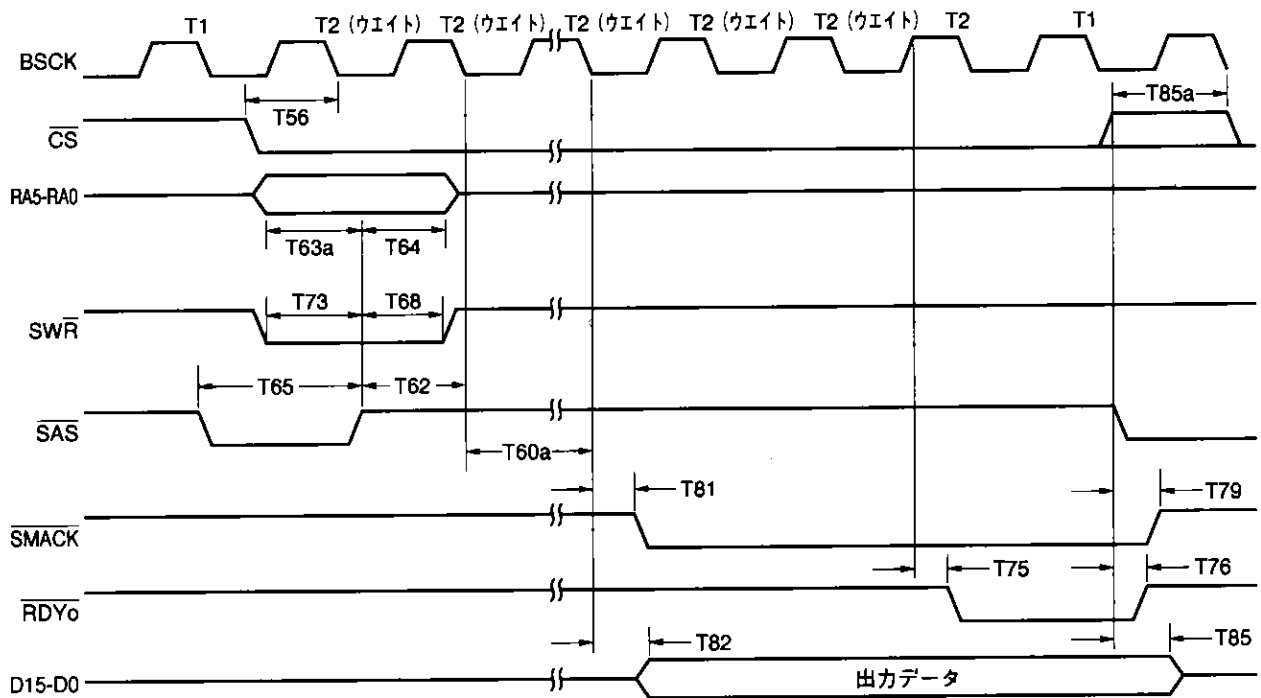 T1 T2 (ウエイト) T2 (ウエイト) T2 (ウエイト) T2 (ウエイト) T2 (ウエイト) T2 T1
BSCK
T56
T85a
CS
RA5-RA0
T63a T64
T73 T68
SWR
T65 T62
SAS
T60a
T81 T79
SMACK
T75 T76
RDYo
T82 T85
D15-D0 出力データ